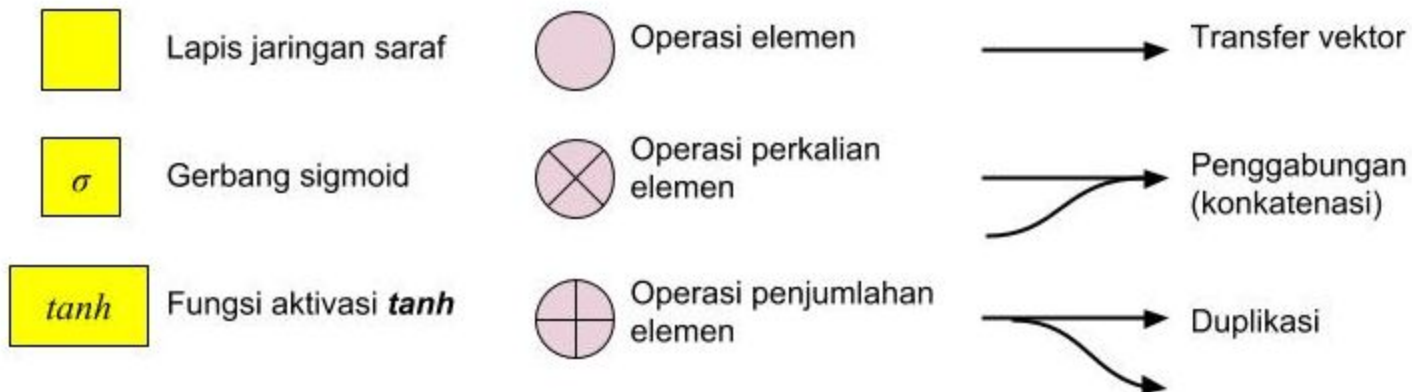 Lapis jaringan saraf
Operasi elemen
Transfer vektor
σ
Gerbang sigmoid
Operasi perkalian
elemen
Penggabungan
(konkatenasi)
tanh
Fungsi aktivasi tanh
Operasi penjumlahan
elemen
Duplikasi